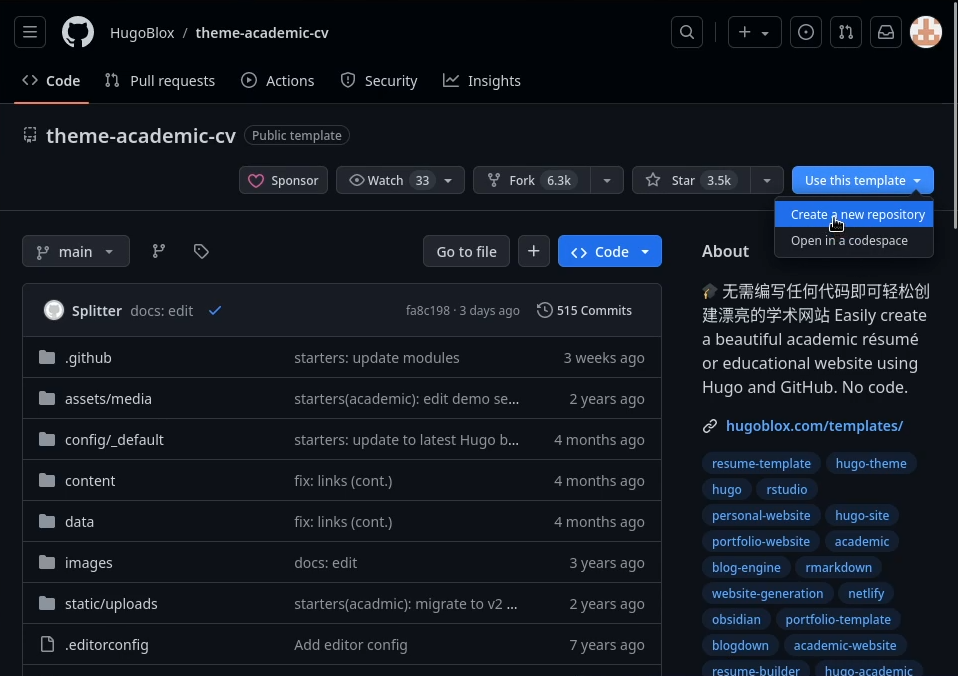 HugoBlox / theme-academic-cv
Code Pull requests Actions Security Insights
theme-academic-cv Public template
Sponsor Watch 33 Fork 6.3k Star 3.5k Use this template
Create a new repository
Open in a codespace
main Go to file Code
Splitter docs: edit fa8c198 · 3 days ago 515 Commits
.github starters: update modules 3 weeks ago
assets/media starters(academic): edit demo se... 2 years ago
config/_default starters: update to latest Hugo b... 4 months ago
content fix: links (cont.) 4 months ago
data fix: links (cont.) 4 months ago
images docs: edit 3 years ago
static/uploads starters(acadmic): migrate to v2 ... 2 years ago
.editorconfig Add editor config 7 years ago
About
🎓 无需编写任何代码即可轻松创
建漂亮的学术网站 Easily create
a beautiful academic résumé
or educational website using
Hugo and GitHub. No code.
hugoblox.com/templates/
resume-template hugo-theme
hugo rstudio
personal-website hugo-site
portfolio-website academic
blog-engine rmarkdown
website-generation netlify
obsidian portfolio-template
blogdown academic-website
resume-builder hugo-academic